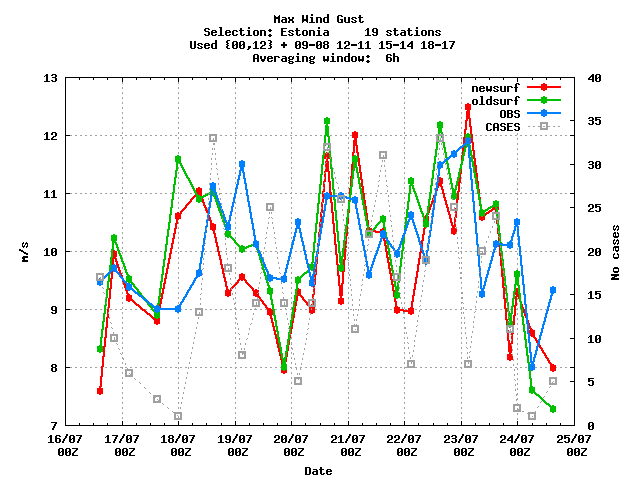 Max Wind Gust
Selection: Estonia 19 stations
Used {00,12} + 09-08 12-11 15-14 18-17
Averaging window: 6h
13 40
newsurf
oldsurf
OBS
CASES
35
12
30
11
25
m/s
10 20
No cases
15
9
10
8
5
7 0
16/07 17/07 18/07 19/07 20/07 21/07 22/07 23/07 24/07 25/07
00Z 00Z 00Z 00Z 00Z 00Z 00Z 00Z 00Z 00Z
Date